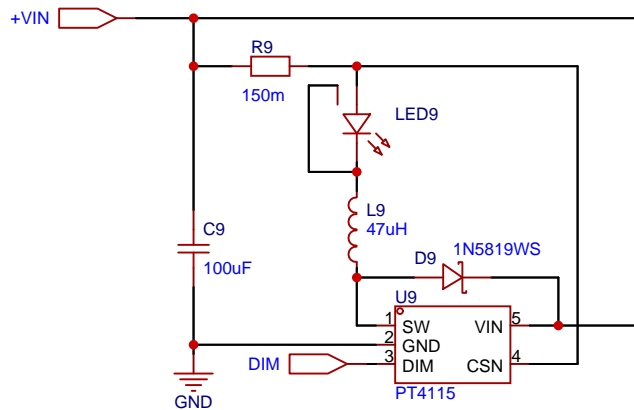 +VIN
R9
150m
LED9
L9
47uH
C9
100uF
D9
1N5819WS
U9
1 SW VIN 5
2 GND
3 DIM CSN 4
DIM
GND
PT4115